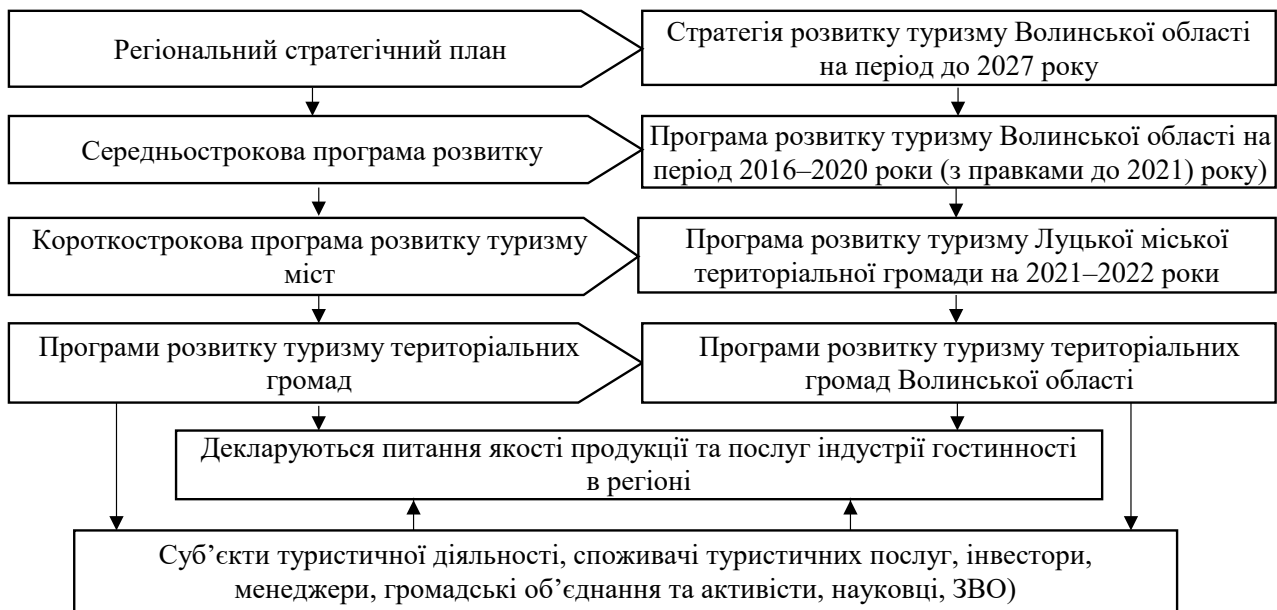 Регіональний стратегічний план
Стратегія розвитку туризму Волинської області
на період до 2027 року
Середньострокова програма розвитку
Програма розвитку туризму Волинської області на
період 2016–2020 роки (з правками до 2021) року)
Короткострокова програма розвитку туризму
міст
Програма розвитку туризму Луцької міської
територіальної громади на 2021–2022 роки
Програми розвитку туризму територіальних
громад
Програми розвитку туризму територіальних
громад Волинської області
Декларуються питання якості продукції та послуг індустрії гостинності
в регіоні
Суб’єкти туристичної діяльності, споживачі туристичних послуг, інвестори,
менеджери, громадські об’єднання та активісти, науковці, ЗВО)